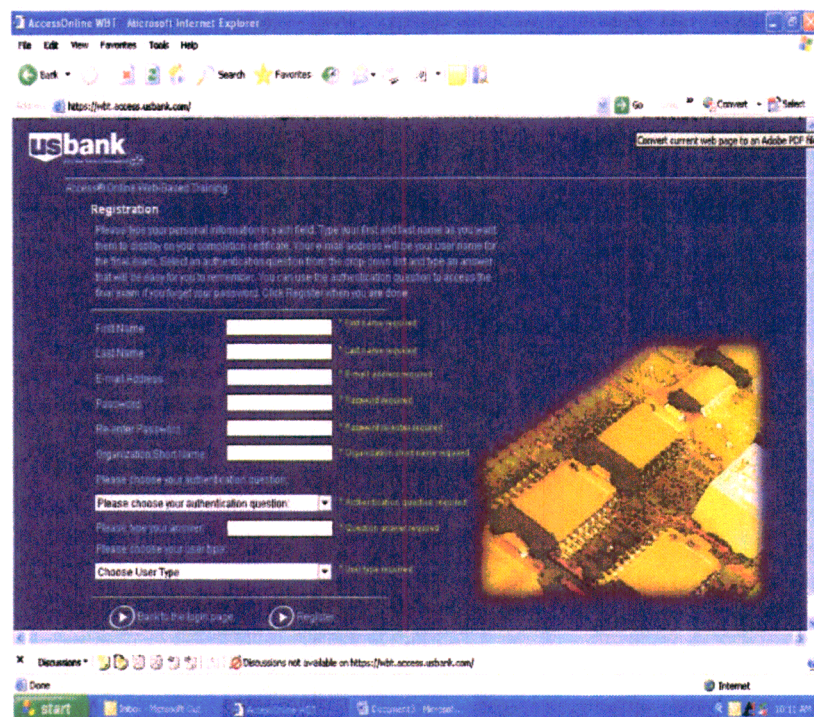 AccessOnline WBT - Microsoft Internet Explorer
File Edit View Favorites Tools Help
Back Search Favorites
https://wbt.access.usbank.com/ Go Convert Select
usbank
Convert current web page to an Adobe PDF file
Access® Online Web-Based Training
Registration
Please type your personal information in each field. Type your first and last name as you want
them to display on your completion certificate. Your e-mail address will be your user name for
the final exam. Select an authentication question from the drop-down list and type an answer
that will be easy for you to remember. You can use the authentication question to access the
final exam if you forget your password. Click Register when you are done.
First Name * First name required
Last Name * Last name required
E-mail Address * E-mail address required
Password * Password required
Re-enter Password * Password re-enter required
Organization Short Name * Organization short name required
Please choose your authentication question:
Please choose your authentication question: * Authentication question required
Please type your answer: * Question answer required
Please choose your user type:
Choose User Type * User type required
Back to the login page Register
Discussions Discussions not available on https://wbt.access.usbank.com/
Done Internet
start Inbox - Microsoft Out... AccessOnline WBT ... Document3 - Microsof... 10:11 AM